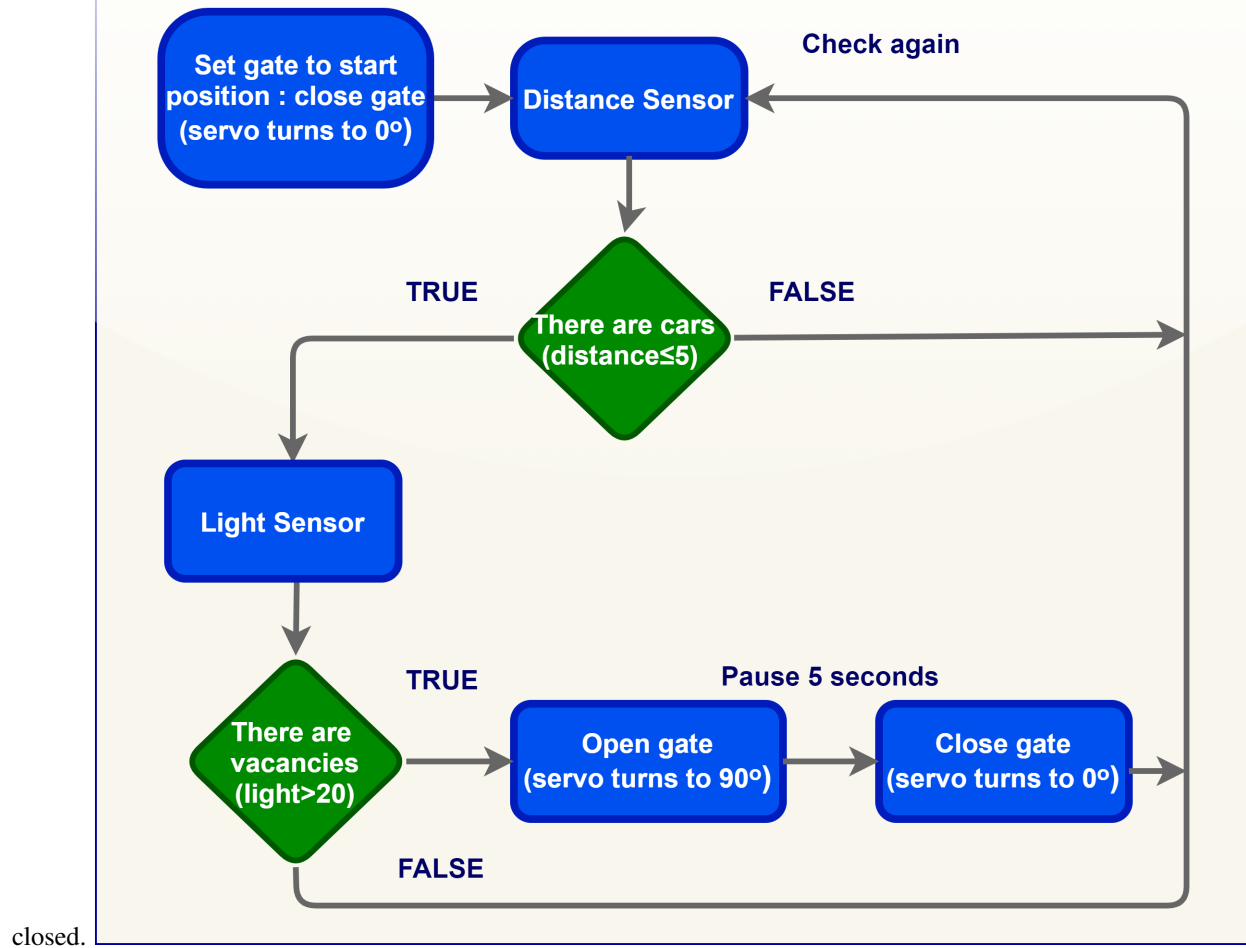 Set gate to start
position : close gate
(servo turns to 0º)
Distance Sensor
Check again
TRUE
FALSE
There are cars
(distance≤5)
Light Sensor
There are
vacancies
(light>20)
TRUE
Pause 5 seconds
Open gate
(servo turns to 90º)
Close gate
(servo turns to 0º)
FALSE
closed.